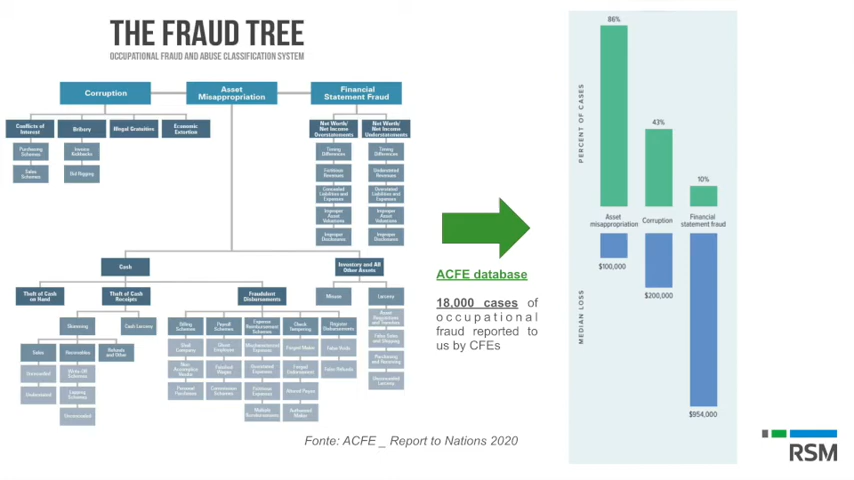 THE FRAUD TREE
OCCUPATIONAL FRAUD AND ABUSE CLASSIFICATION SYSTEM
Corruption
Asset
Misappropriation
Financial
Statement Fraud
Conflicts of
Interest
Bribery
Illegal Gratuities
Economic
Extortion
Net Worth/
Net Income
Overstatements
Net Worth/
Net Income
Understatements
Purchasing
Schemes
Sales
Schemes
Invoice
Kickbacks
Bid Rigging
Timing
Differences
Fictitious
Revenues
Concealed
Liabilities and
Expenses
Improper
Asset
Valuations
Improper
Disclosures
Timing
Differences
Understated
Revenues
Overstated
Liabilities and
Expenses
Improper
Asset
Valuations
Improper
Disclosures
Cash
Inventory and All
Other Assets
Theft of Cash
on Hand
Theft of Cash
Receipts
Fraudulent
Disbursements
Misuse
Larceny
Skimming
Cash Larceny
Billing
Schemes
Payroll
Schemes
Expense
Reimbursement
Schemes
Check
Tampering
Register
Disbursements
Asset
Requisitions
and Transfers
False Sales
and Shipping
Purchasing
and Receiving
Unconcealed
Larceny
Sales
Receivables
Refunds
and Other
Unrecorded
Understated
Write-Off
Schemes
Lapping
Schemes
Unconcealed
Shell
Company
Non-
Accomplice
Vendor
Personal
Purchases
Ghost
Employee
Falsified
Wages
Commission
Schemes
Mischaracterized
Expenses
Overstated
Expenses
Fictitious
Expenses
Multiple
Reimbursements
Forged Maker
Forged
Endorsement
Altered Payee
Authorized
Maker
False Voids
False Refunds
ACFE database
18,000 cases of
occupational
fraud reported to
us by CFEs
Fonte: ACFE _ Report to Nations 2020
PERCENT OF CASES
86%
43%
10%
Asset
misappropriation
Corruption
Financial
statement fraud
MEDIAN LOSS
$100,000
$200,000
$954,000
RSM